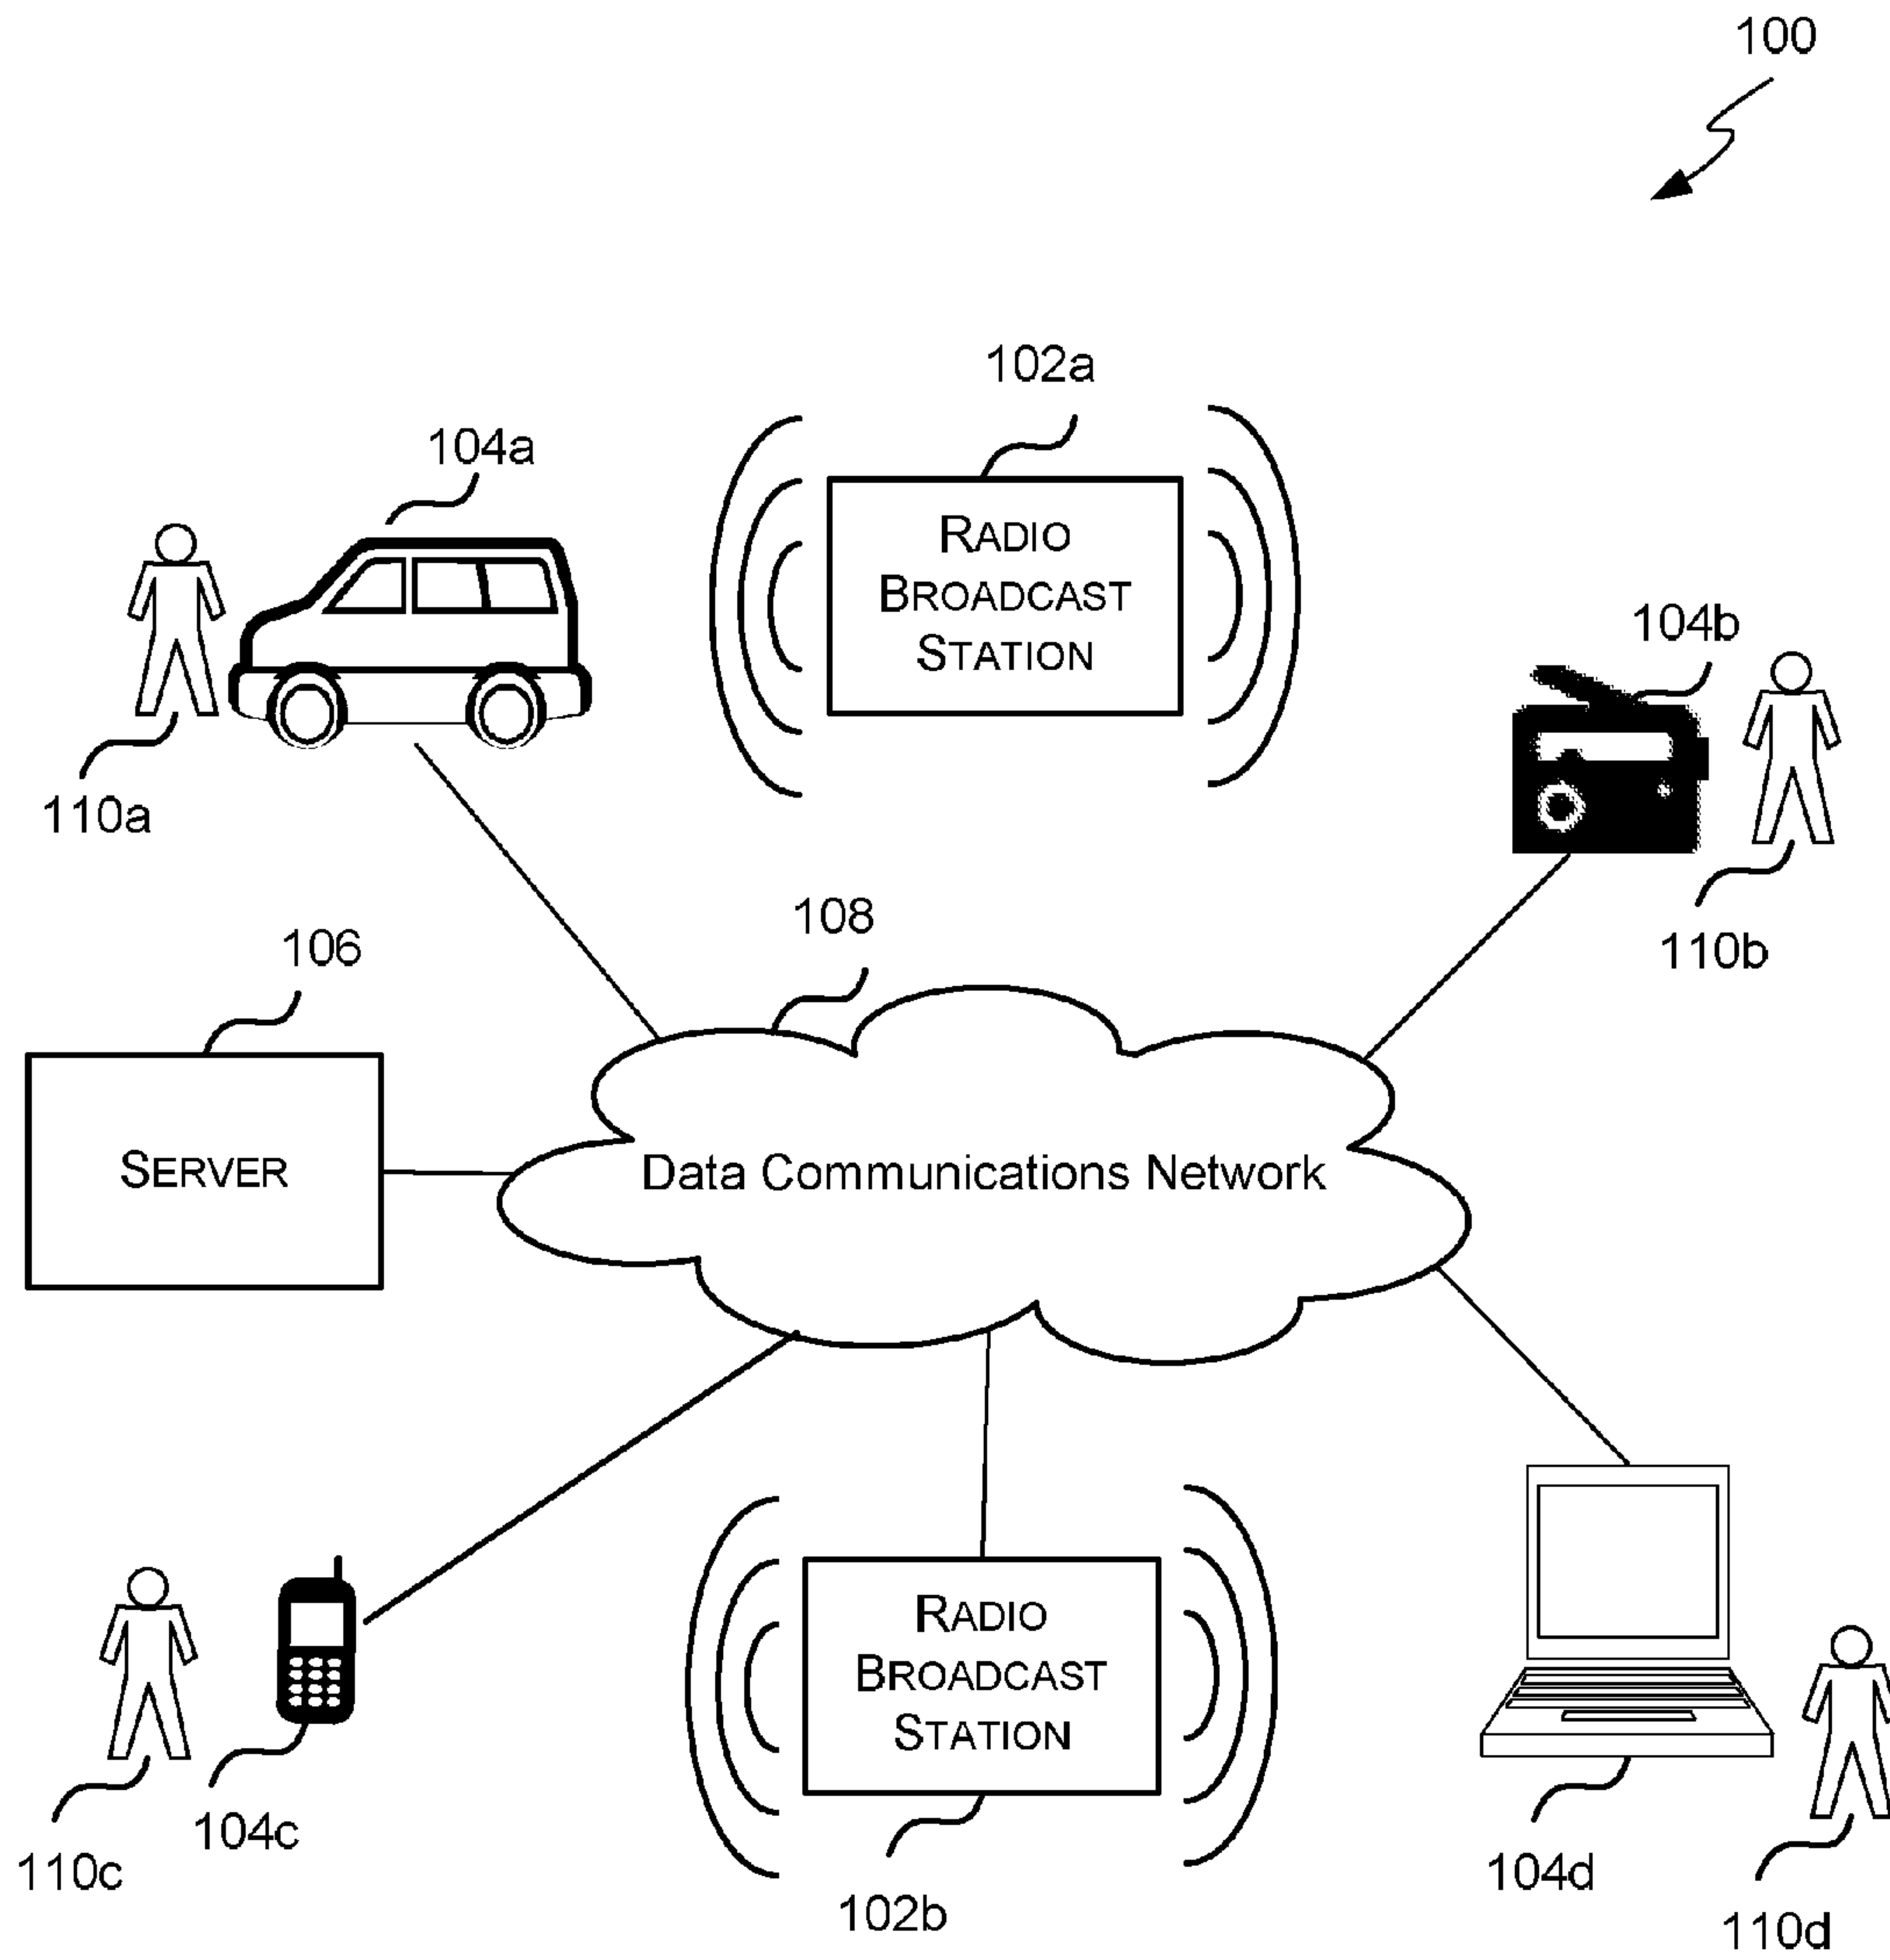 100
102a
104a
RADIO
BROADCAST
STATION
104b
110a
108
106
110b
SERVER
Data Communications Network
RADIO
BROADCAST
STATION
104c
110c
104d
102b
110d